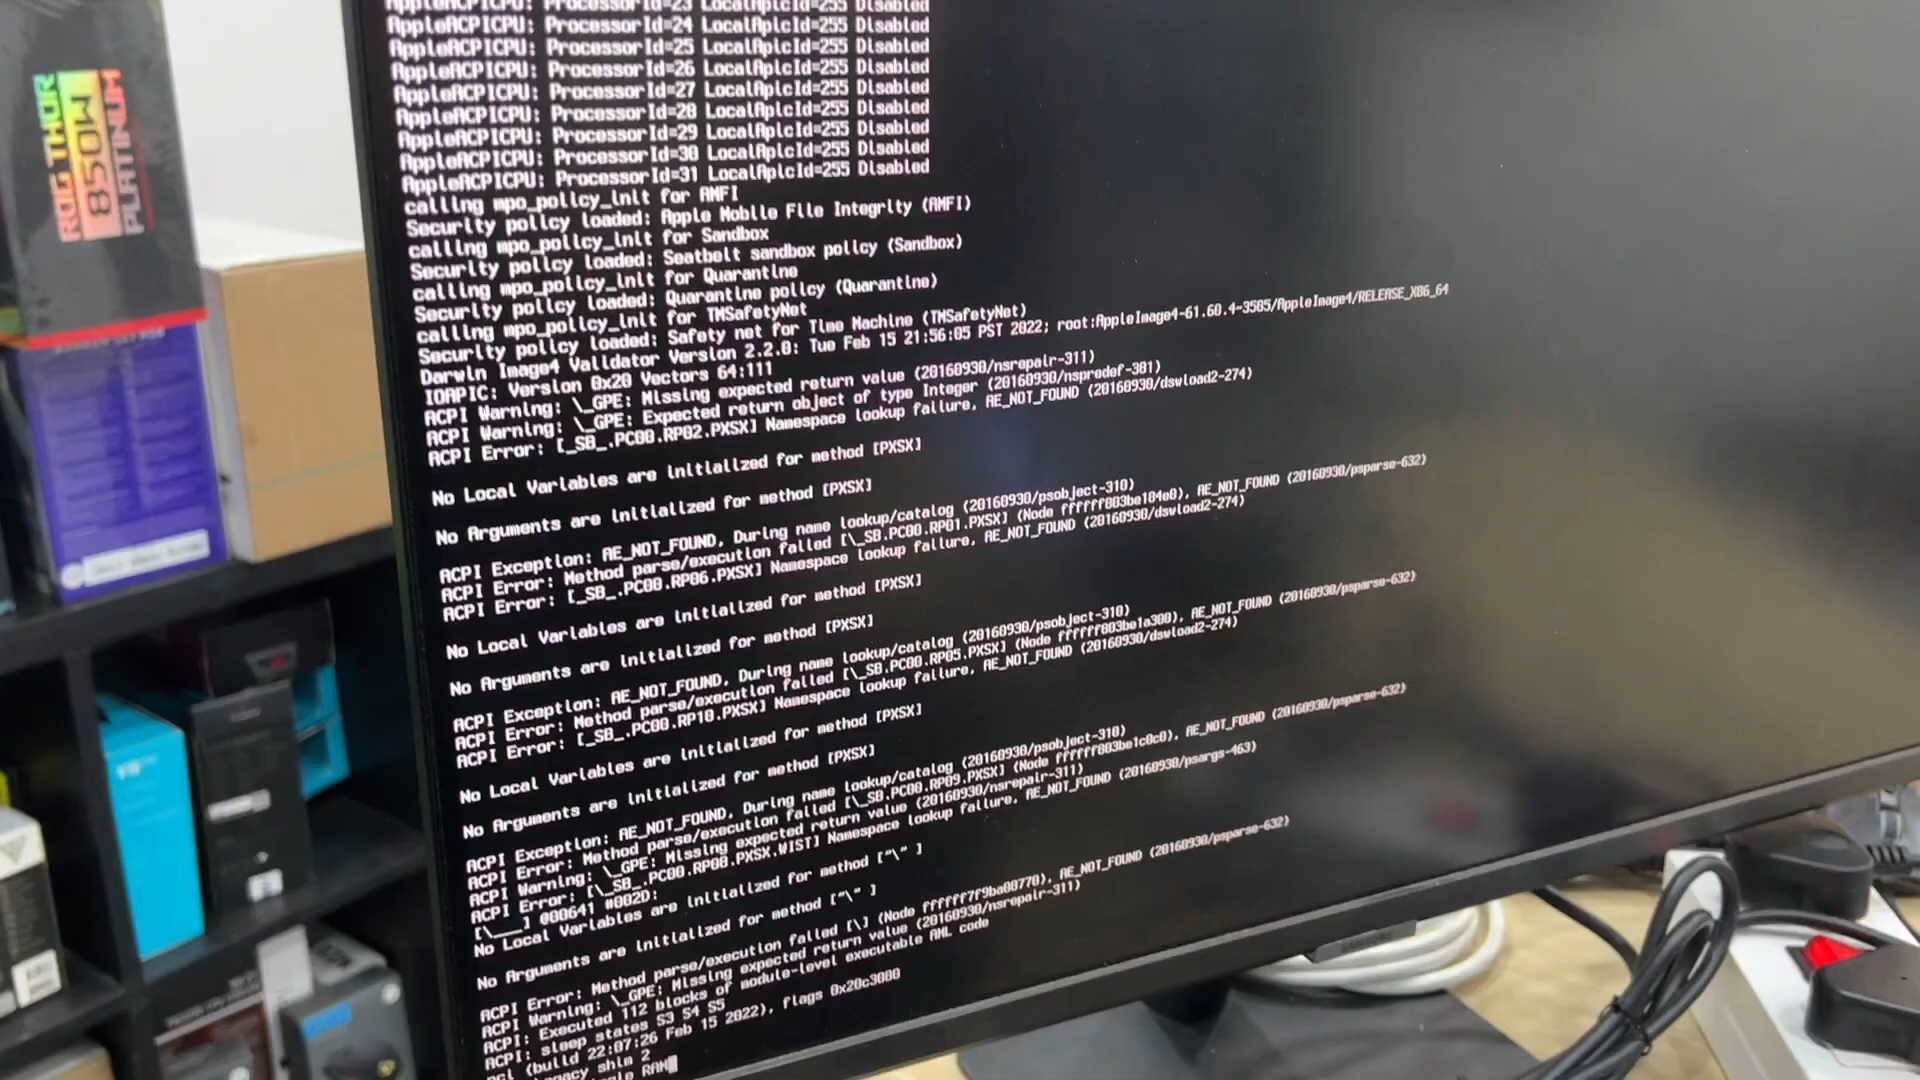 AppleACPICPU: ProcessorId=23 LocalApicId=255 Disabled
AppleACPICPU: ProcessorId=24 LocalApicId=255 Disabled
AppleACPICPU: ProcessorId=25 LocalApicId=255 Disabled
AppleACPICPU: ProcessorId=26 LocalApicId=255 Disabled
AppleACPICPU: ProcessorId=27 LocalApicId=255 Disabled
AppleACPICPU: ProcessorId=28 LocalApicId=255 Disabled
AppleACPICPU: ProcessorId=29 LocalApicId=255 Disabled
AppleACPICPU: ProcessorId=30 LocalApicId=255 Disabled
AppleACPICPU: ProcessorId=31 LocalApicId=255 Disabled
calling mpo_policy_init for AMFI
Security policy loaded: Apple Mobile File Integrity (AMFI)
calling mpo_policy_init for Sandbox
Security policy loaded: Seatbelt sandbox policy (Sandbox)
calling mpo_policy_init for Quarantine
Security policy loaded: Quarantine policy (Quarantine)
calling mpo_policy_init for TMSafetyNet
Security policy loaded: Safety net for Time Machine (TMSafetyNet)
Darwin Image4 Validator Version 2.2.0: Tue Feb 15 21:56:05 PST 2022; root:AppleImage4-61.60.4~3585/AppleImage4/RELEASE_X86_64
IOAPIC: Version 0x20 Vectors 64:111
ACPI Warning: \_GPE: Missing expected return value (20160930/nsrepair-311)
ACPI Warning: \_GPE: Expected return object of type Integer (20160930/nspredef-381)
ACPI Error: [_SB_.PC00.RP02.PXSX] Namespace lookup failure, AE_NOT_FOUND (20160930/dswload2-274)
No Local Variables are initialized for method [PXSX]
No Arguments are initialized for method [PXSX]
ACPI Exception: AE_NOT_FOUND, During name lookup/catalog (20160930/psobject-310)
ACPI Error: Method parse/execution failed [\_SB.PC00.RP01.PXSX] (Node ffffff803be184e0), AE_NOT_FOUND (20160930/psparse-632)
ACPI Error: [_SB_.PC00.RP06.PXSX] Namespace lookup failure, AE_NOT_FOUND (20160930/dswload2-274)
No Local Variables are initialized for method [PXSX]
No Arguments are initialized for method [PXSX]
ACPI Exception: AE_NOT_FOUND, During name lookup/catalog (20160930/psobject-310)
ACPI Error: Method parse/execution failed [\_SB.PC00.RP05.PXSX] (Node ffffff803be1a300), AE_NOT_FOUND (20160930/psparse-632)
ACPI Error: [_SB_.PC00.RP10.PXSX] Namespace lookup failure, AE_NOT_FOUND (20160930/dswload2-274)
No Local Variables are initialized for method [PXSX]
No Arguments are initialized for method [PXSX]
ACPI Exception: AE_NOT_FOUND, During name lookup/catalog (20160930/psobject-310)
ACPI Error: Method parse/execution failed [\_SB.PC00.RP09.PXSX] (Node ffffff803be1c0c0), AE_NOT_FOUND (20160930/psparse-632)
ACPI Warning: \_GPE: Missing expected return value (20160930/nsrepair-311)
ACPI Error: [\_SB_.PC00.RP08.PXSX.WIST] Namespace lookup failure, AE_NOT_FOUND (20160930/psargs-463)
[\___] @00641 #002D:
No Local Variables are initialized for method ["\" ]
No Arguments are initialized for method ["\" ]
ACPI Error: Method parse/execution failed [\] (Node ffffff7f9ba08770), AE_NOT_FOUND (20160930/psparse-632)
ACPI Warning: \_GPE: Missing expected return value (20160930/nsrepair-311)
ACPI: Executed 112 blocks of module-level executable AML code
ACPI: sleep states S3 S4 S5
(build 22:07:26 Feb 15 2022), flags 0x20c3000
shim 2
RAM
ROG THOR
850W
PLATINUM